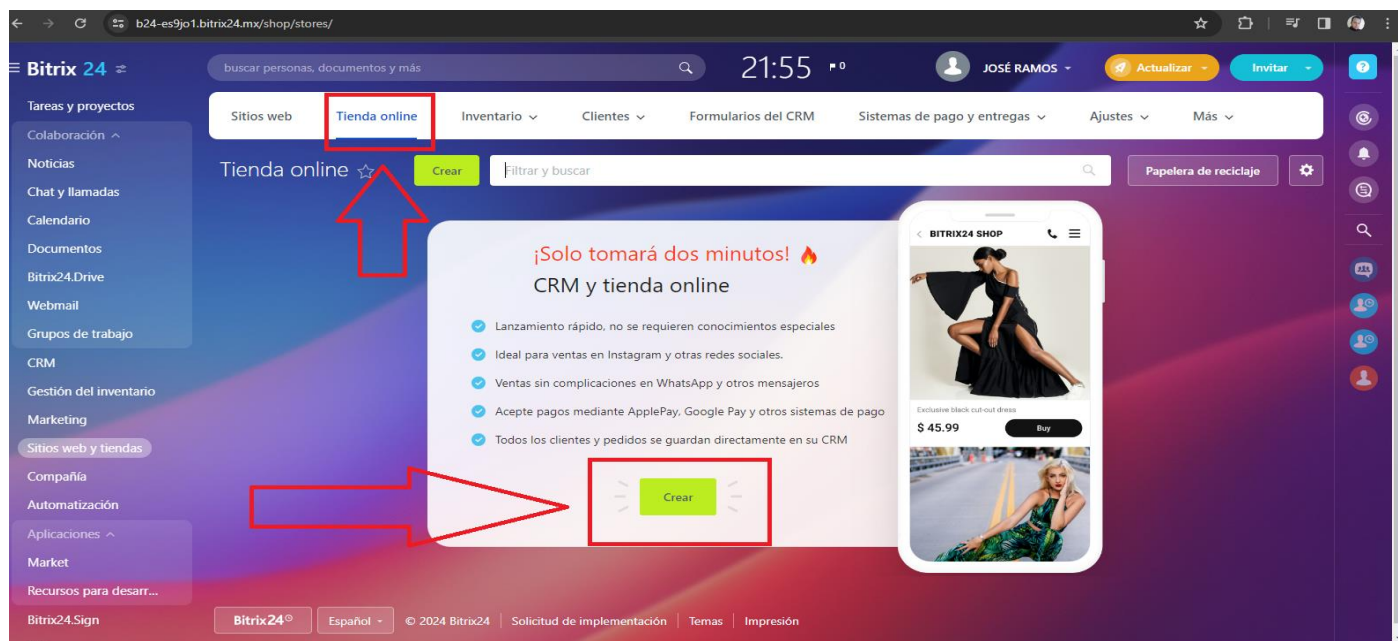 b24-es9jo1.bitrix24.mx/shop/stores/
Bitrix 24
buscar personas, documentos y más
21:55
0
JOSÉ RAMOS
Actualizar
Invitar
Tareas y proyectos
Colaboración
Noticias
Chat y llamadas
Calendario
Documentos
Bitrix24.Drive
Webmail
Grupos de trabajo
CRM
Gestión del inventario
Marketing
Sitios web y tiendas
Compañía
Automatización
Aplicaciones
Market
Recursos para desarr...
Bitrix24.Sign
Sitios web
Tienda online
Inventario
Clientes
Formularios del CRM
Sistemas de pago y entregas
Ajustes
Más
Tienda online
Crear
Filtrar y buscar
Papelera de reciclaje
¡Solo tomará dos minutos!
CRM y tienda online
Lanzamiento rápido, no se requieren conocimientos especiales
Ideal para ventas en Instagram y otras redes sociales.
Ventas sin complicaciones en WhatsApp y otros mensajeros
Acepte pagos mediante ApplePay, Google Pay y otros sistemas de pago
Todos los clientes y pedidos se guardan directamente en su CRM
Crear
BITRIX24 SHOP
Exclusive black cut-out dress
$ 45.99
Buy
Bitrix24
Español
© 2024 Bitrix24
Solicitud de implementación
Temas
Impresión